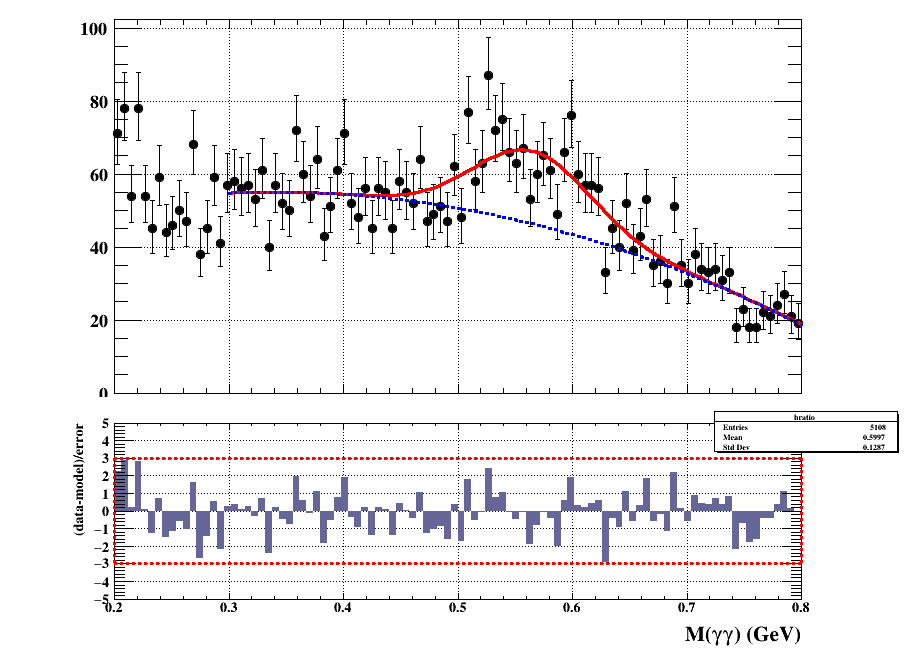 100
80
60
40
20
0
hratio
Entries 5108
Mean 0.5997
Std Dev 0.1287
(data-model)/error
5
4
3
2
1
0
−1
−2
−3
−4
−5
0.2 0.3 0.4 0.5 0.6 0.7 0.8
M(γγ) (GeV)